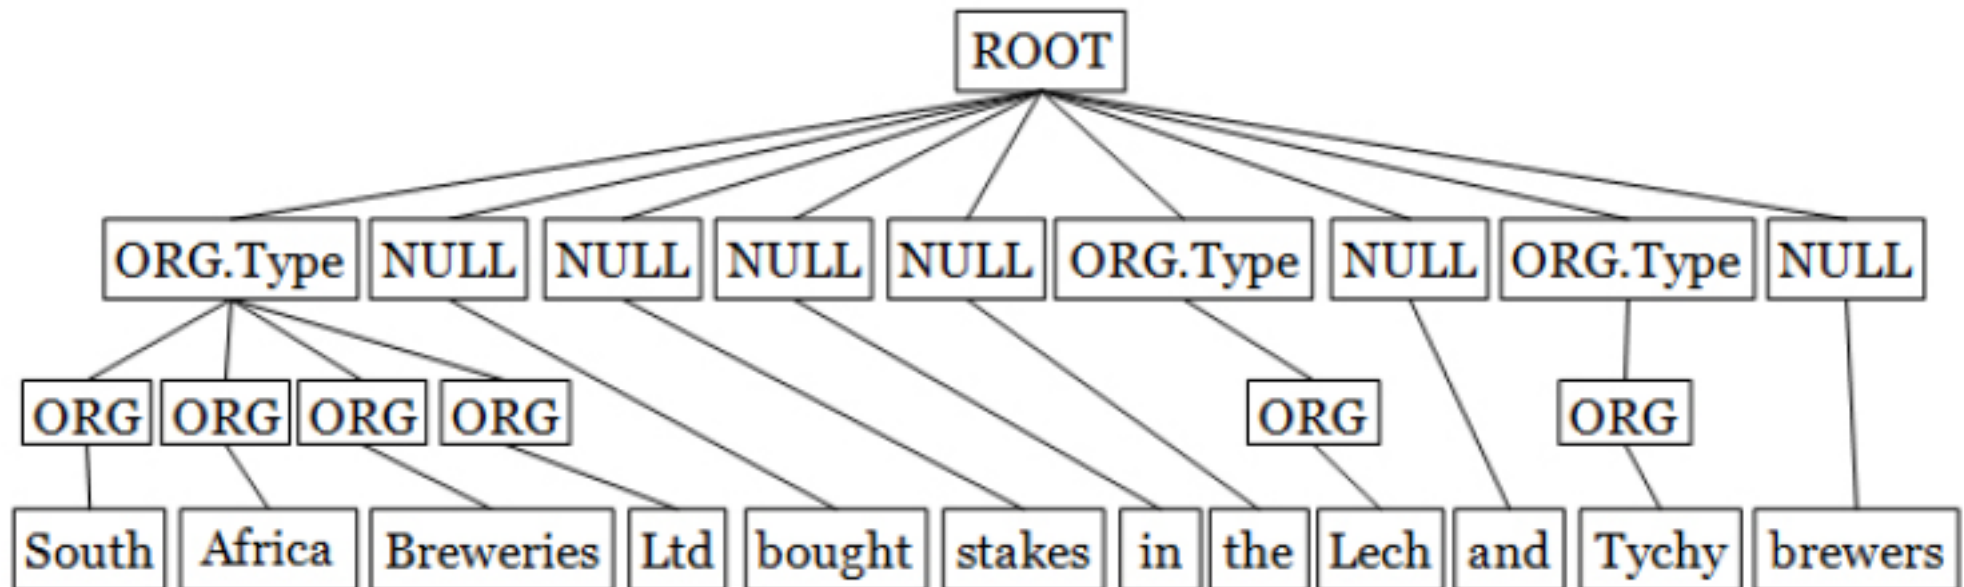 ROOT
ORG.Type NULL NULL NULL NULL ORG.Type NULL ORG.Type NULL
ORG ORG ORG ORG ORG ORG
South Africa Breweries Ltd bought stakes in the Lech and Tychy brewers